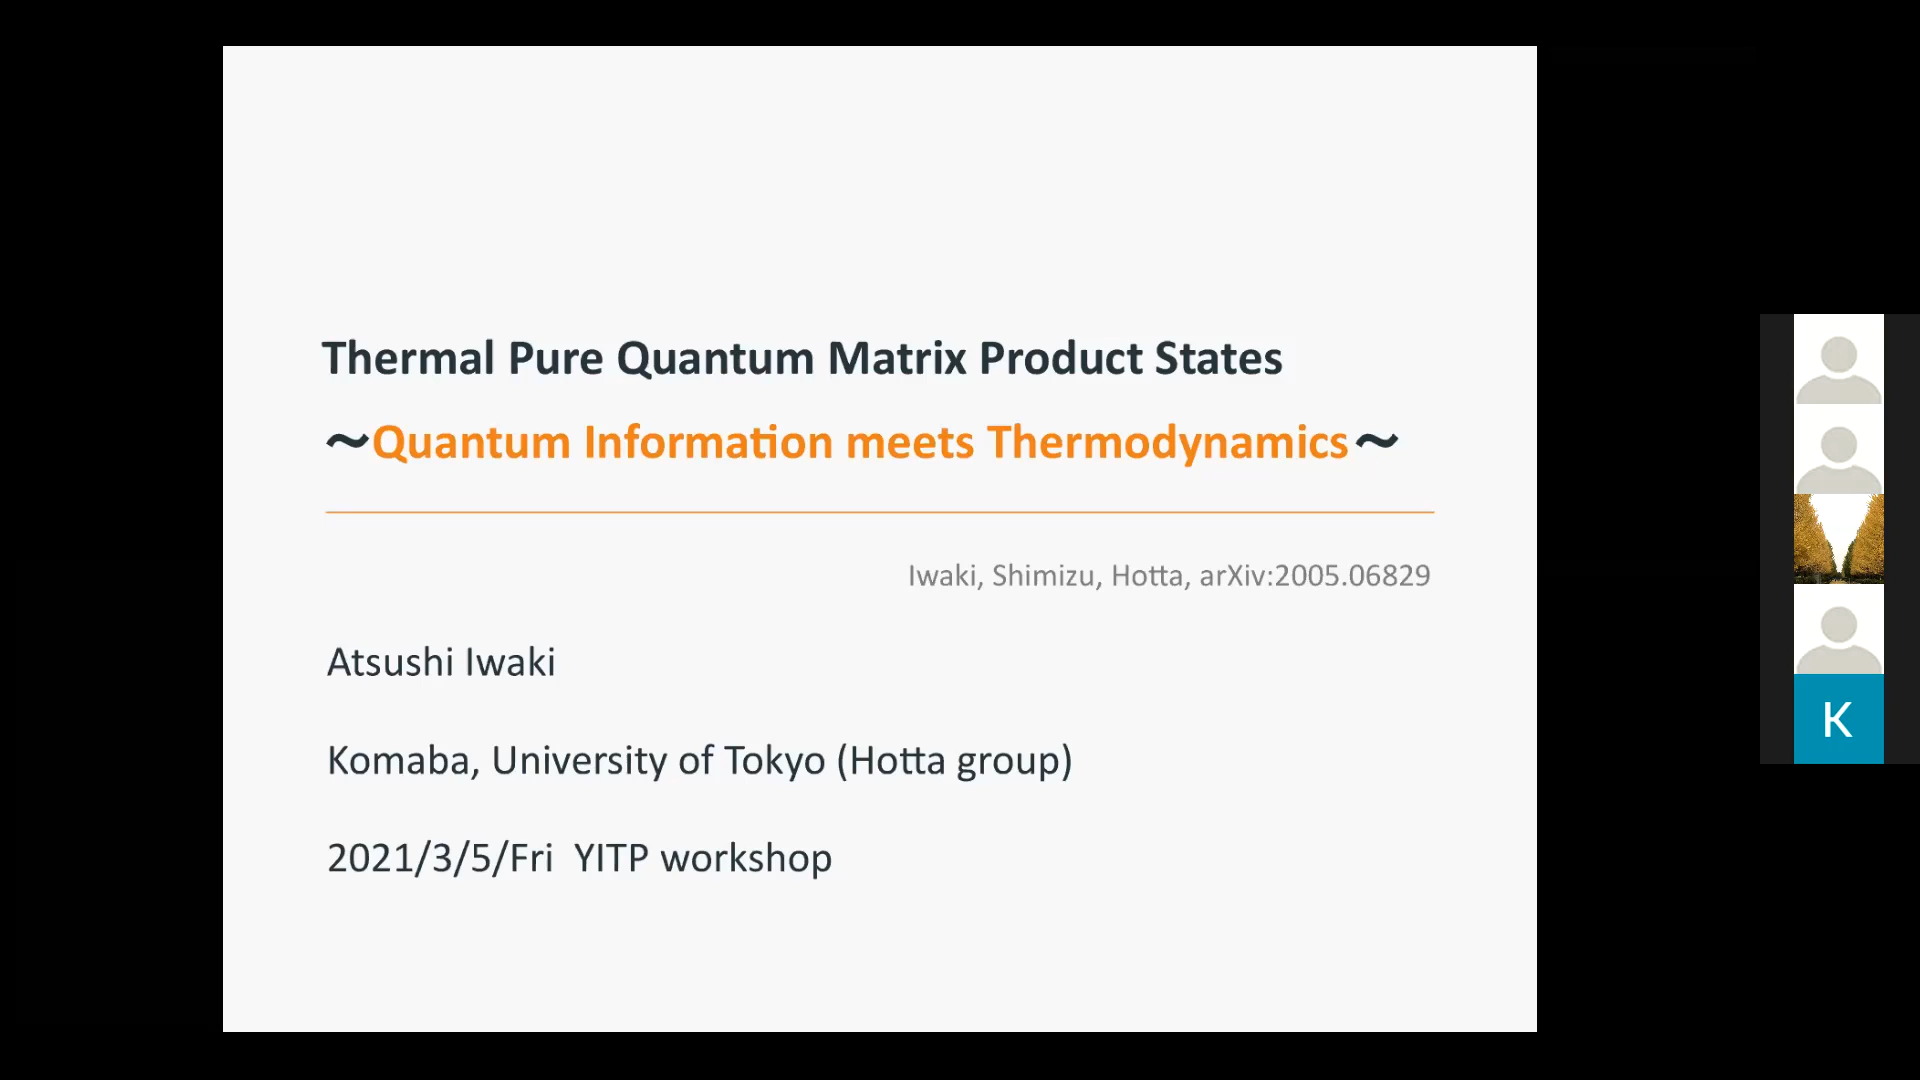 Thermal Pure Quantum Matrix Product States
～Quantum Information meets Thermodynamics～
Iwaki, Shimizu, Hotta, arXiv:2005.06829
Atsushi Iwaki
Komaba, University of Tokyo (Hotta group)
2021/3/5/Fri  YITP workshop
K